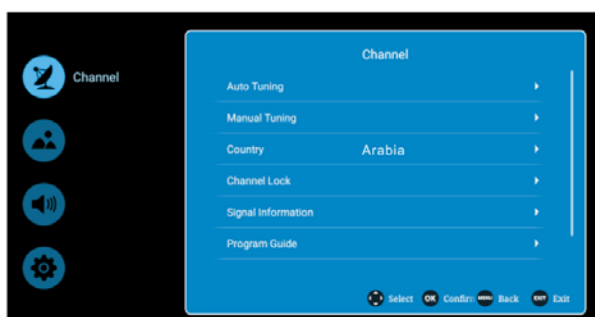 Channel
Channel
Auto Tuning
Manual Tuning
Country Arabia
Channel Lock
Signal Information
Program Guide
Select OK Confirm MENU Back EXIT Exit